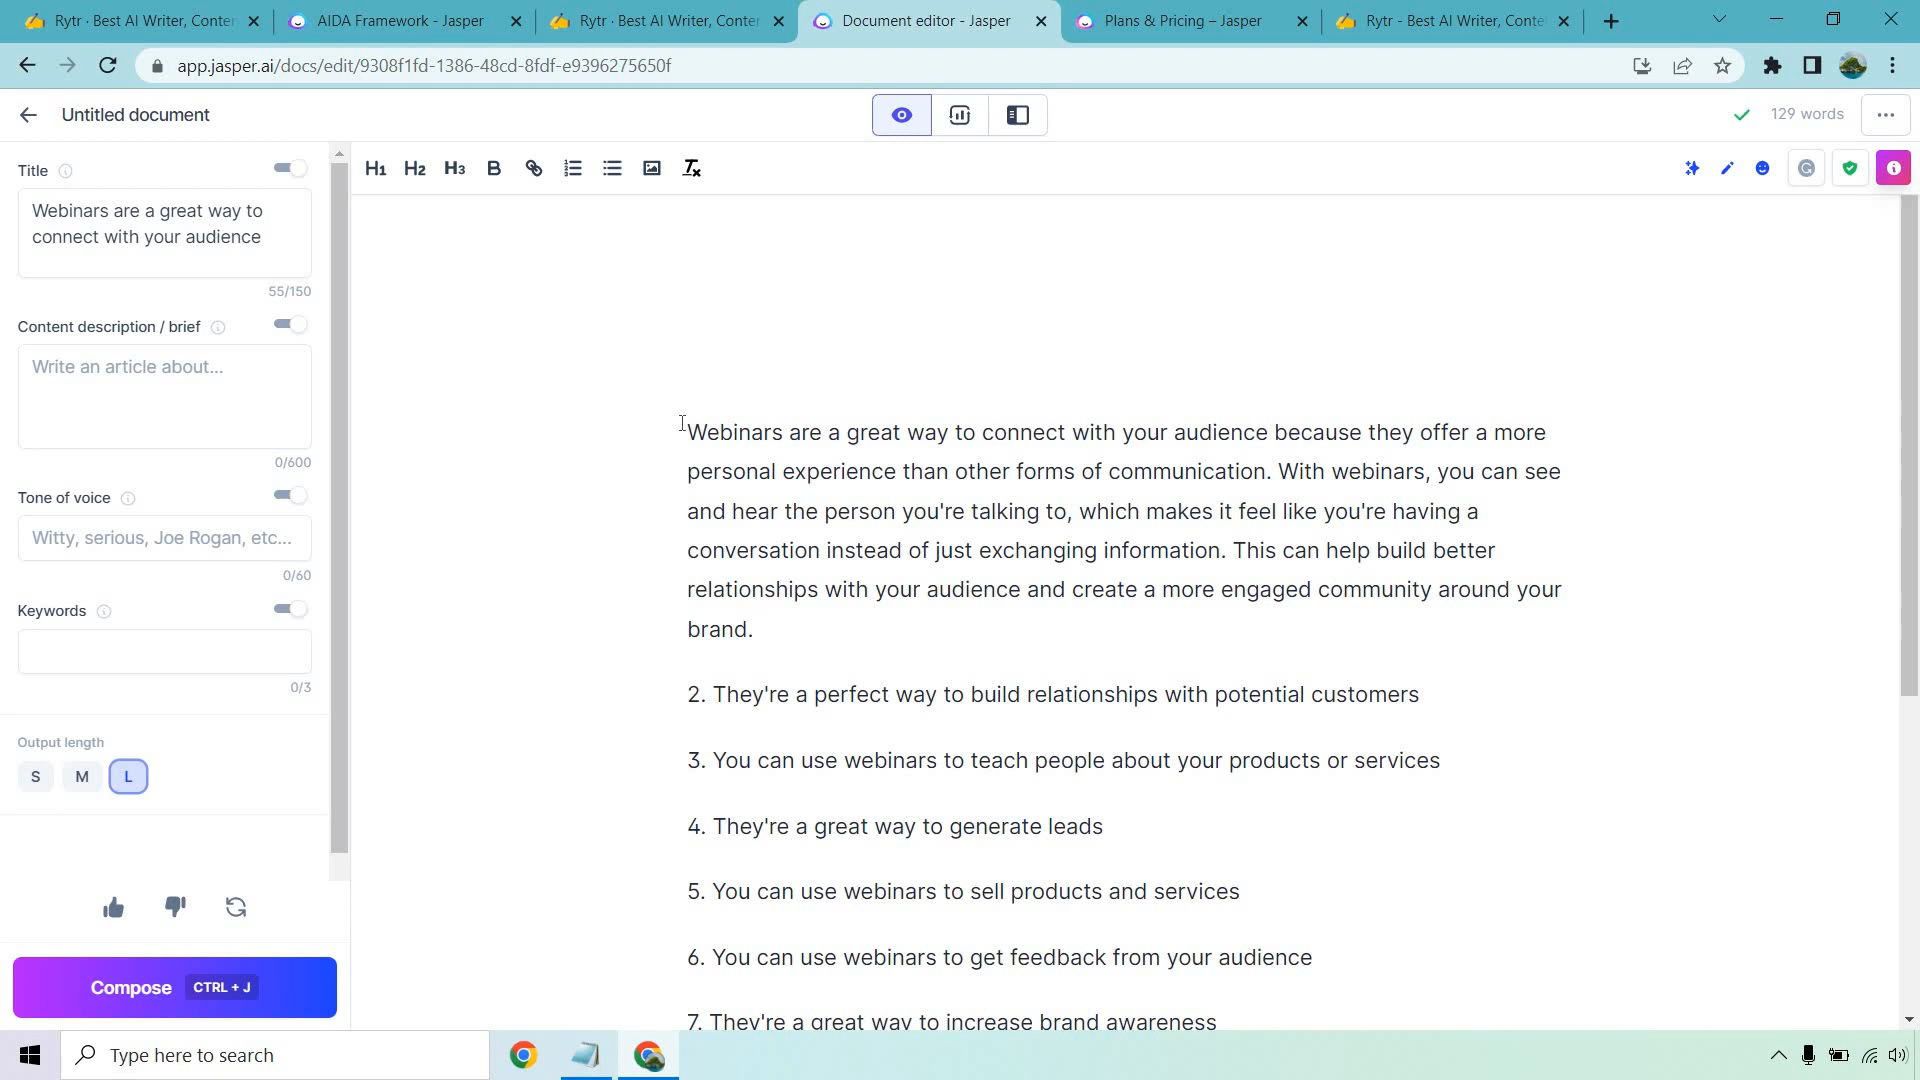 Rytr · Best AI Writer, Conten
AIDA Framework - Jasper
Rytr · Best AI Writer, Conter
Document editor - Jasper
Plans & Pricing – Jasper
Rytr - Best AI Writer, Conte
app.jasper.ai/docs/edit/9308f1fd-1386-48cd-8fdf-e9396275650f
Untitled document
129 words
H1 H2 H3 B
Title
Webinars are a great way to
connect with your audience
55/150
Content description / brief
Write an article about...
0/600
Tone of voice
Witty, serious, Joe Rogan, etc...
0/60
Keywords
0/3
Output length
S M L
Compose CTRL + J
Webinars are a great way to connect with your audience because they offer a more
personal experience than other forms of communication. With webinars, you can see
and hear the person you're talking to, which makes it feel like you're having a
conversation instead of just exchanging information. This can help build better
relationships with your audience and create a more engaged community around your
brand.
2. They're a perfect way to build relationships with potential customers
3. You can use webinars to teach people about your products or services
4. They're a great way to generate leads
5. You can use webinars to sell products and services
6. You can use webinars to get feedback from your audience
7. They're a great way to increase brand awareness
Type here to search